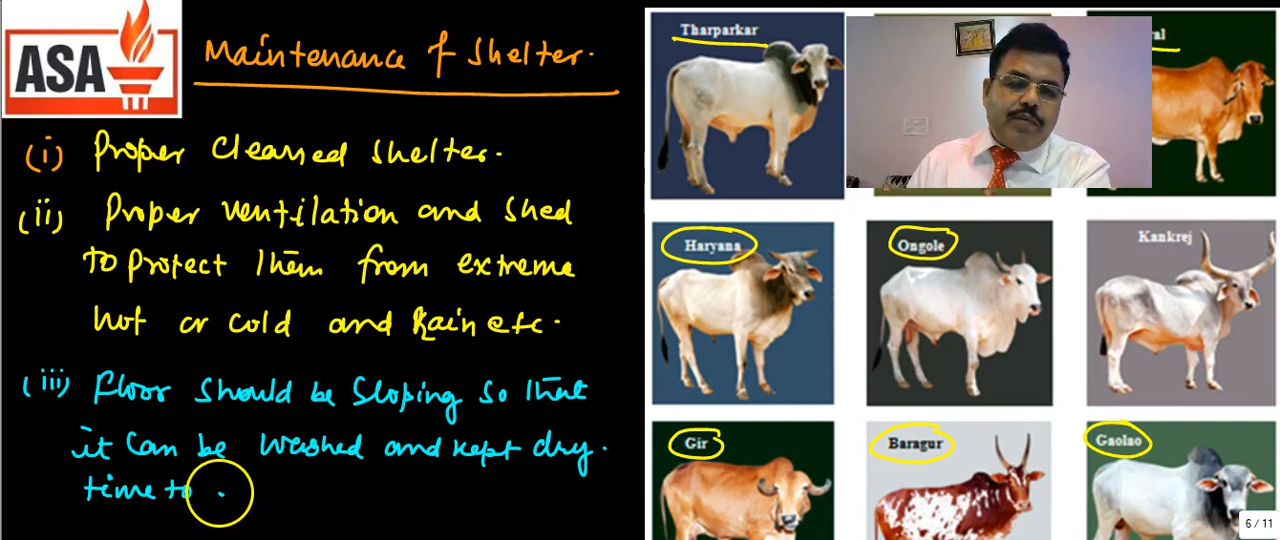 ASA
Maintenance of Shelter.
(i) Proper Cleaned Shelter.
(ii) Proper ventilation and Shed
to Protect them from extreme
hot or cold and Rain etc.
(iii) Floor should be Sloping So that
it can be washed and kept dry.
time to
Tharparkar
Haryana
Ongole
Kankrej
Gir
Baragur
Gaolao
6 / 11